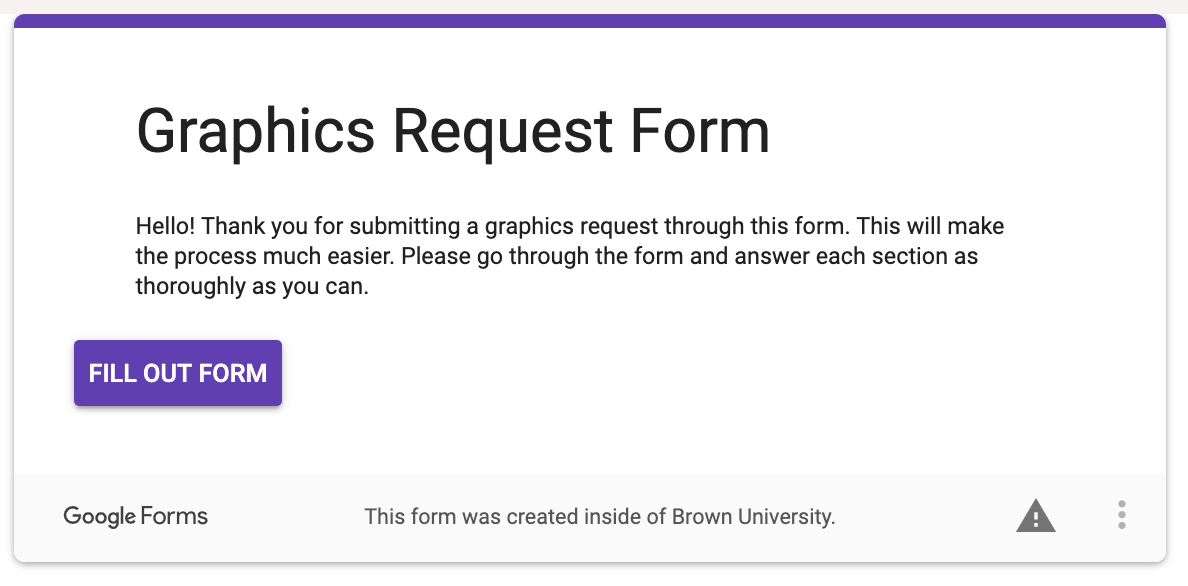 Graphics Request Form
Hello! Thank you for submitting a graphics request through this form. This will make
the process much easier. Please go through the form and answer each section as
thoroughly as you can.
FILL OUT FORM
Google Forms
This form was created inside of Brown University.